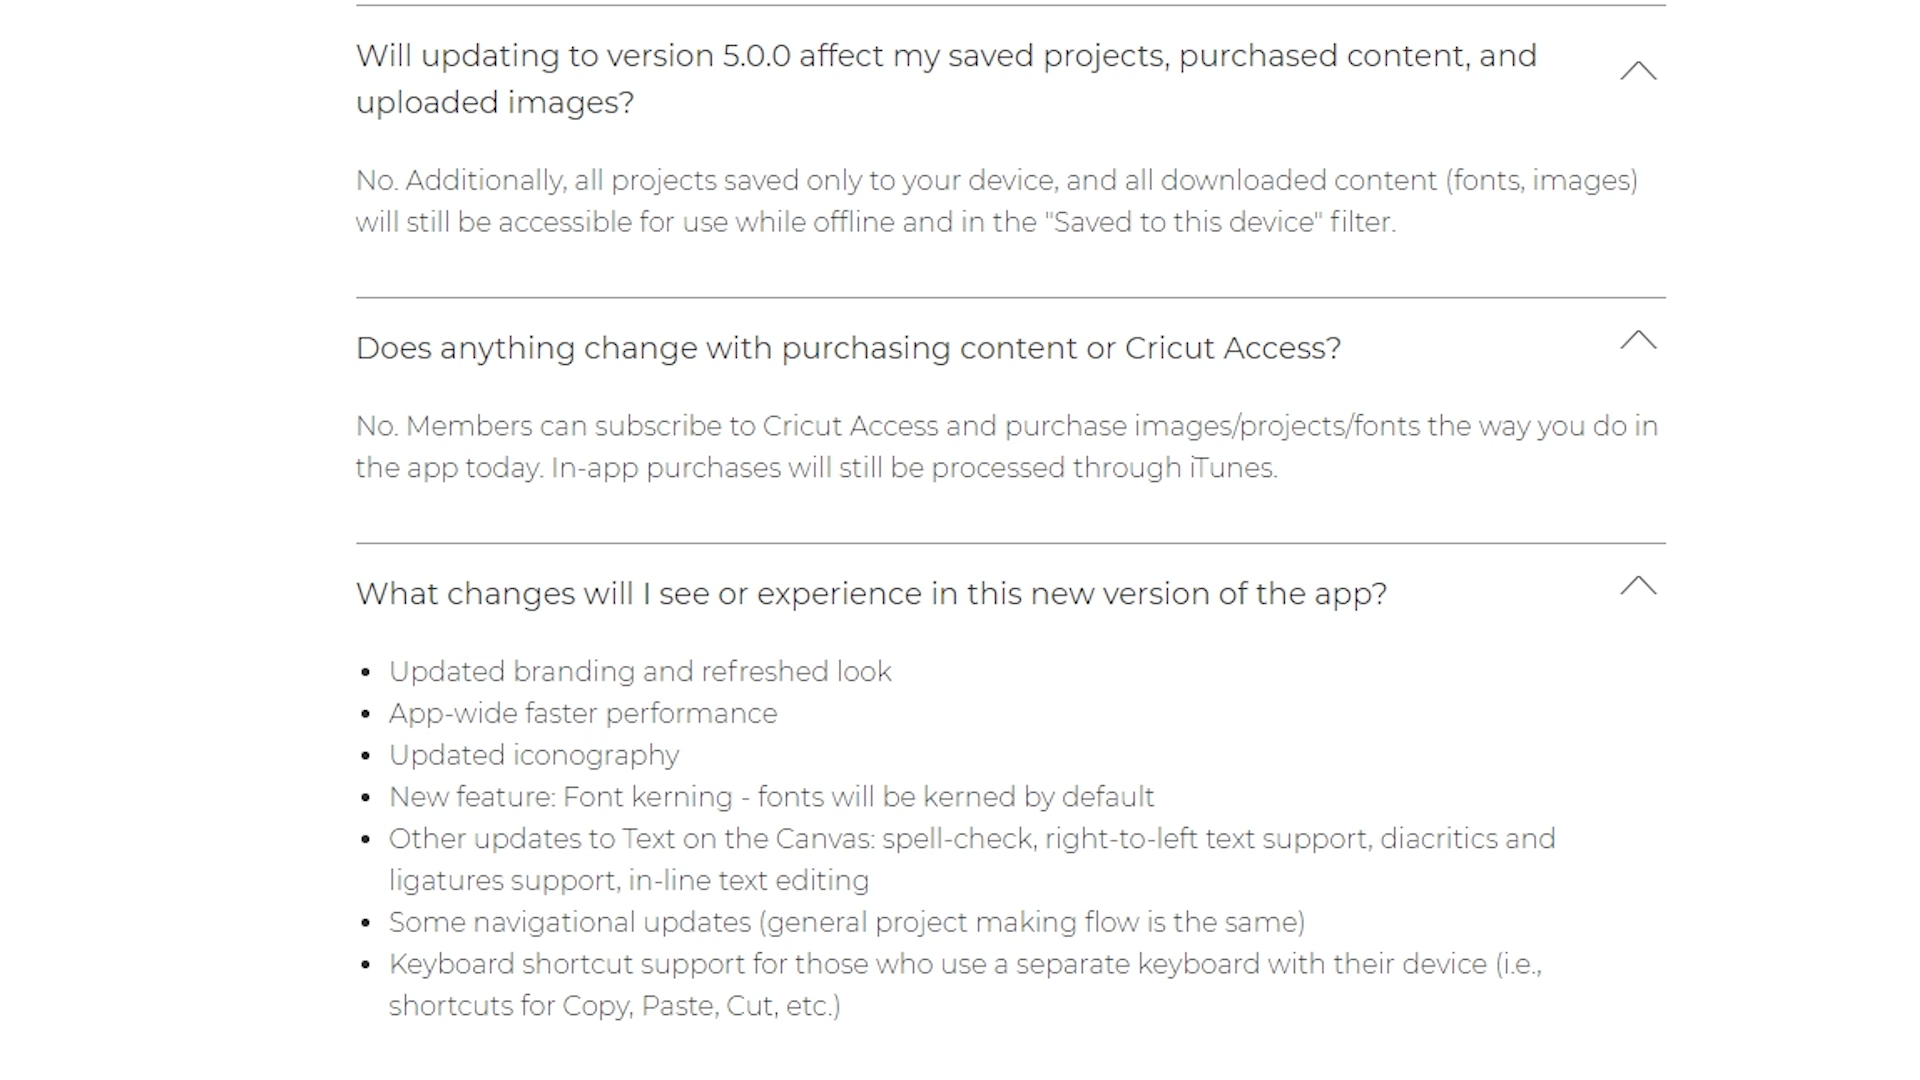 Will updating to version 5.0.0 affect my saved projects, purchased content, and
uploaded images?
No. Additionally, all projects saved only to your device, and all downloaded content (fonts, images)
will still be accessible for use while offline and in the "Saved to this device" filter.
Does anything change with purchasing content or Cricut Access?
No. Members can subscribe to Cricut Access and purchase images/projects/fonts the way you do in
the app today. In-app purchases will still be processed through iTunes.
What changes will I see or experience in this new version of the app?
• Updated branding and refreshed look
• App-wide faster performance
• Updated iconography
• New feature: Font kerning - fonts will be kerned by default
• Other updates to Text on the Canvas: spell-check, right-to-left text support, diacritics and
ligatures support, in-line text editing
• Some navigational updates (general project making flow is the same)
• Keyboard shortcut support for those who use a separate keyboard with their device (i.e.,
shortcuts for Copy, Paste, Cut, etc.)